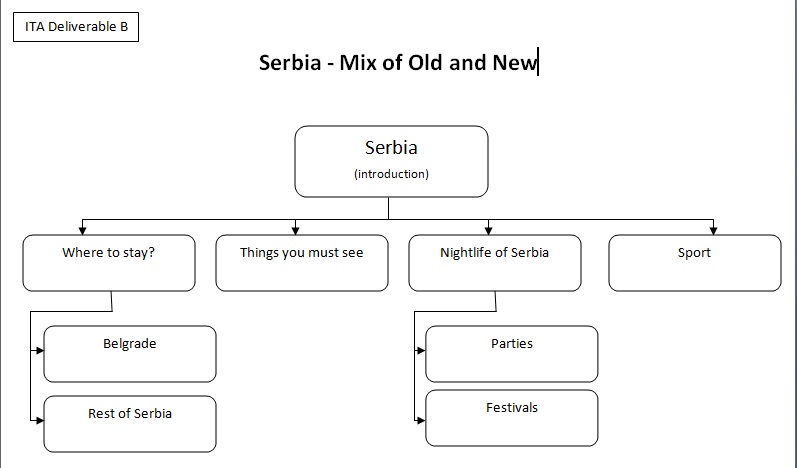 ITA Deliverable B
Serbia - Mix of Old and New
Serbia
(introduction)
Where to stay?
Things you must see
Nightlife of Serbia
Sport
Belgrade
Rest of Serbia
Parties
Festivals